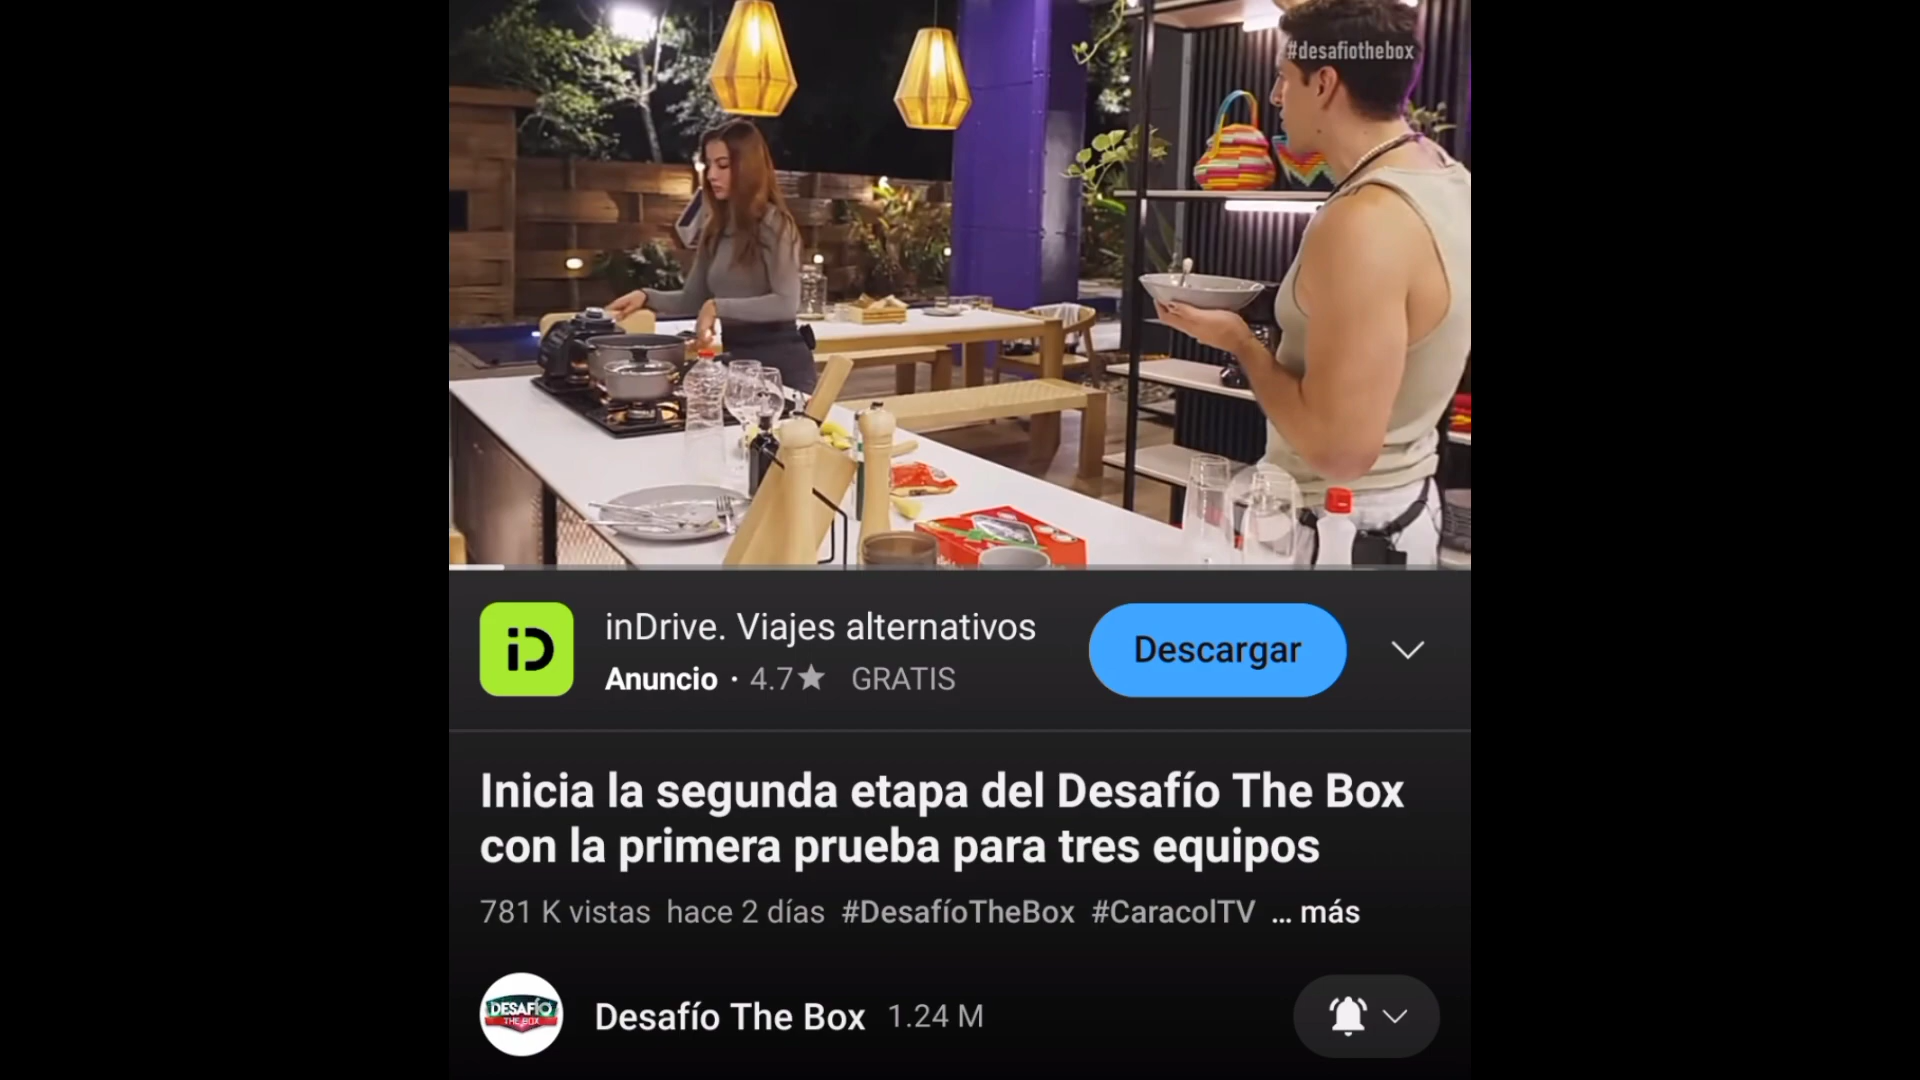 #desafiothebox
iD
inDrive. Viajes alternativos
Descargar
Anuncio · 4.7★ GRATIS
Inicia la segunda etapa del Desafío The Box
con la primera prueba para tres equipos
781 K vistas hace 2 días #DesafíoTheBox #CaracolTV ... más
DESAFÍO
THE BOX
Desafío The Box 1.24 M